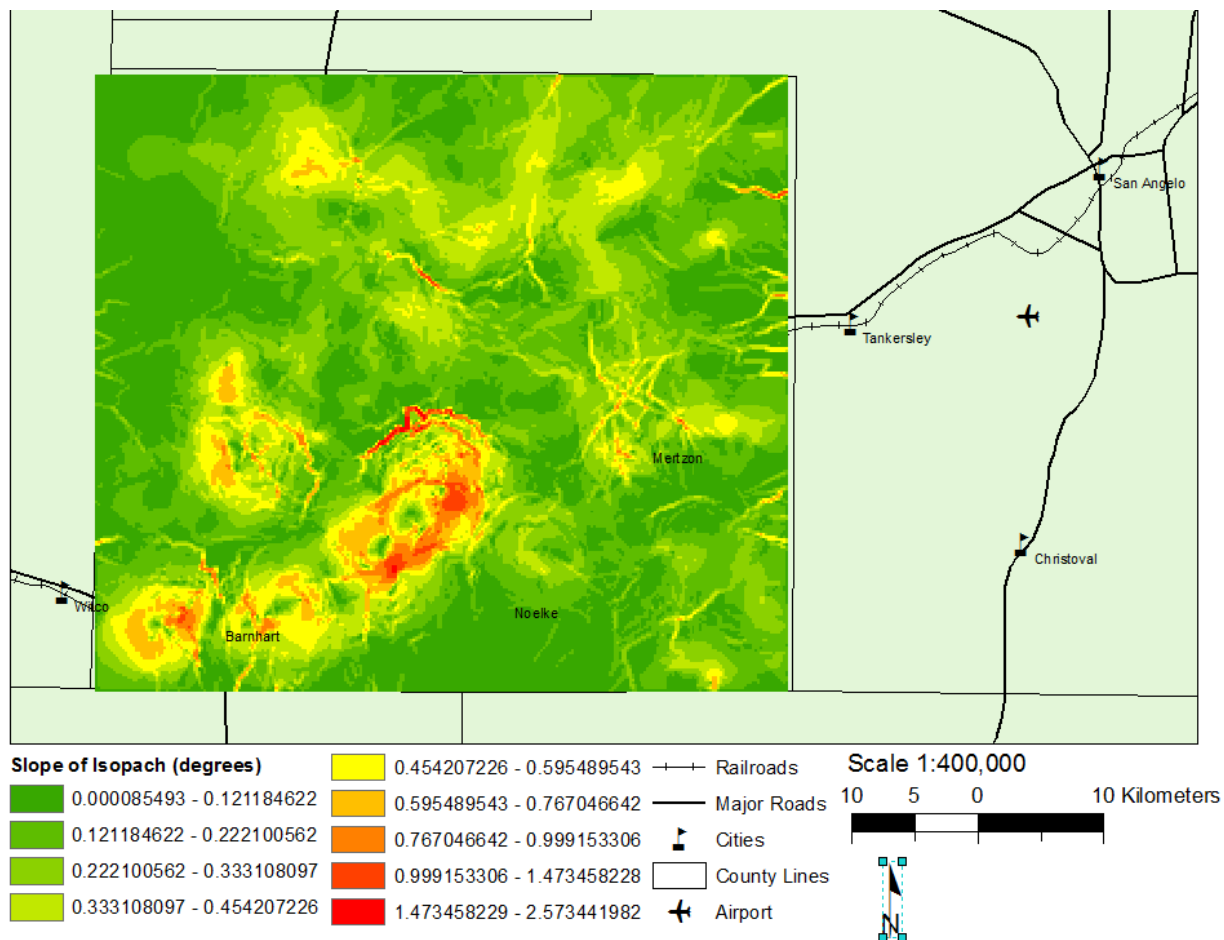 San Angelo
Tankersley
Mertzon
Christoval
Wilco
Noelke
Barnhart
Slope of Isopach (degrees)
0.000085493 - 0.121184622
0.121184622 - 0.222100562
0.222100562 - 0.333108097
0.333108097 - 0.454207226
0.454207226 - 0.595489543
0.595489543 - 0.767046642
0.767046642 - 0.999153306
0.999153306 - 1.473458228
1.473458229 - 2.573441982
Railroads
Major Roads
Cities
County Lines
Airport
Scale 1:400,000
10 5 0 10 Kilometers
N